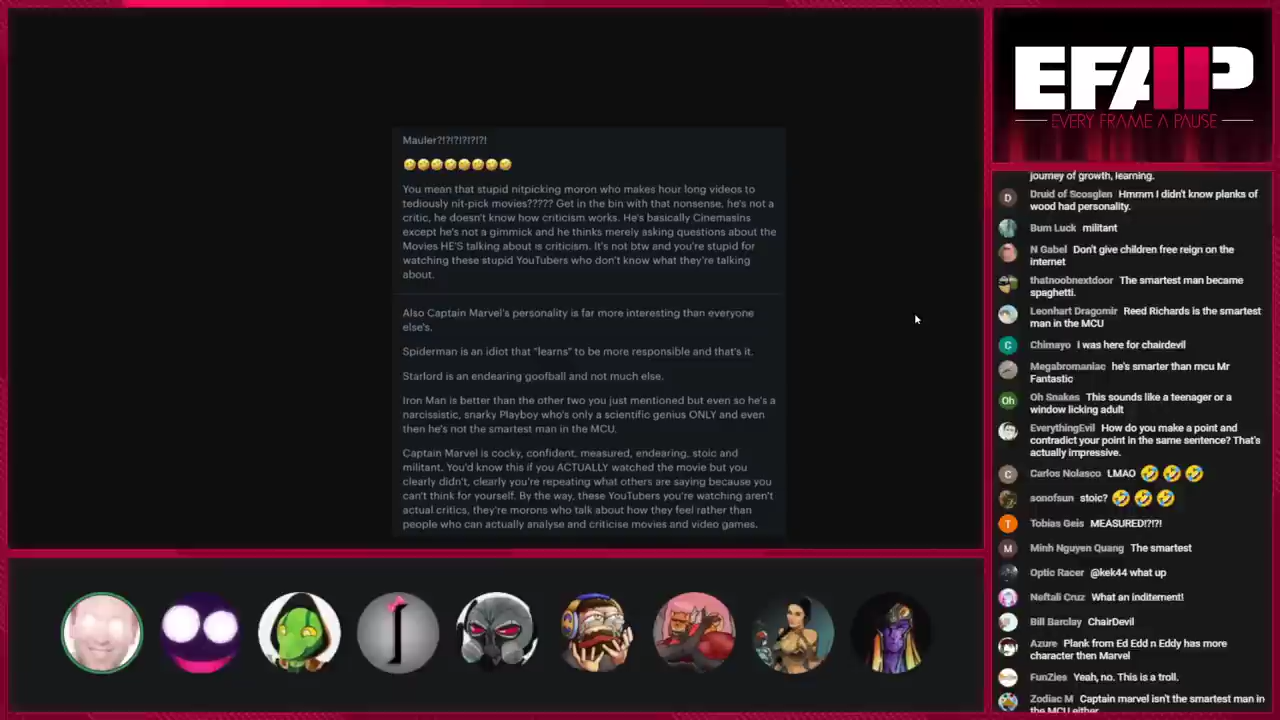 Mauler?!?!?!?!?!?!
🤣🤣🤣🤣🤣🤣🤣🤣
You mean that stupid nitpicking moron who makes hour long videos to
tediously nit-pick movies????? Get in the bin with that nonsense, he's not a
critic, he doesn't know how criticism works. He's basically Cinemasins
except he's not a gimmick and he thinks merely asking questions about the
Movies HE'S talking about is criticism. It's not btw and you're stupid for
watching these stupid YouTubers who don't know what they're talking
about.
Also Captain Marvel's personality is far more interesting than everyone
else's.
Spiderman is an idiot that "learns" to be more responsible and that's it.
Starlord is an endearing goofball and not much else.
Iron Man is better than the other two you just mentioned but even so he's a
narcissistic, snarky Playboy who's only a scientific genius ONLY and even
then he's not the smartest man in the MCU.
Captain Marvel is cocky, confident, measured, endearing, stoic and
militant. You'd know this if you ACTUALLY watched the movie but you
clearly didn't, clearly you're repeating what others are saying because you
can't think for yourself. By the way, these YouTubers you're watching aren't
actual critics, they're morons who talk about how they feel rather than
people who can actually analyse and criticise movies and video games.
EFAP
EVERY FRAME A PAUSE
journey of growth, learning.
D Druid of Scosglen Hmmm I didn't know planks of
wood had personality.
Bum Luck militant
N Gabel Don't give children free reign on the
internet
thatnoobnextdoor The smartest man became
spaghetti.
Leonhart Dragomir Reed Richards is the smartest
man in the MCU
C Chimayo I was here for chairdevil
Megabromaniac he's smarter than mcu Mr
Fantastic
Oh Oh Snakes This sounds like a teenager or a
window licking adult
EverythingEvil How do you make a point and
contradict your point in the same sentence? That's
actually impressive.
C Carlos Nolasco LMAO 🤣 🤣 🤣
sonofsun stoic? 🤣 🤣 🤣
T Tobias Geis MEASURED!?!?!
M Minh Nguyen Quang The smartest
Optic Racer @kek44 what up
Neftali Cruz What an inditement!
B Bill Barclay ChairDevil
Azure Plank from Ed Edd n Eddy has more
character then Marvel
FunZies Yeah, no. This is a troll.
Zodiac M Captain marvel isn't the smartest man in
the MCU either